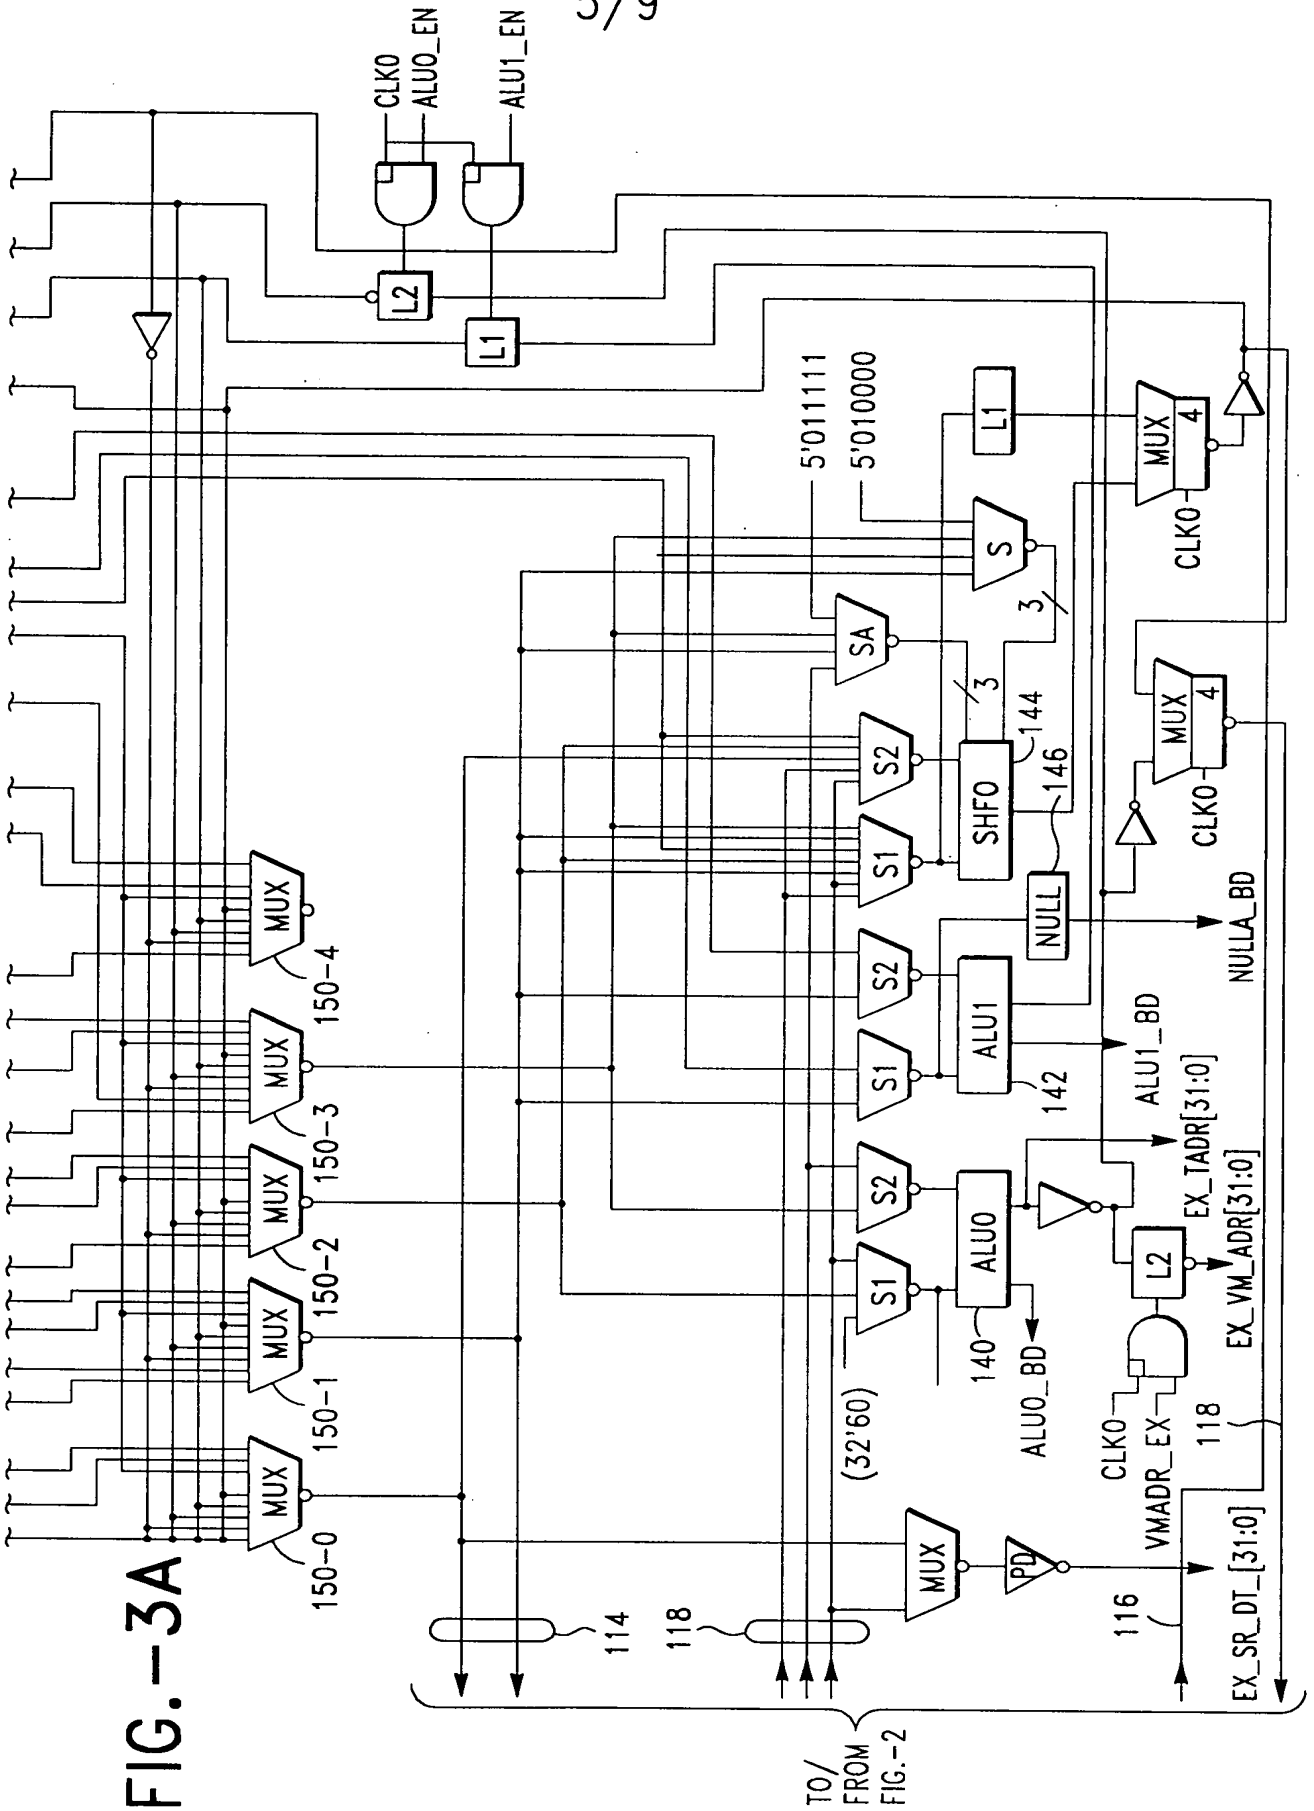 5/9
FIG.-3A
CLK0
ALU0_EN
ALU1_EN
L2
L1
MUX
150-0
MUX
150-1
MUX
150-2
MUX
150-3
MUX
150-4
114
118
TO/
FROM
FIG.-2
MUX
PD
EX_SR_DT_[31:0]
116
(32'60)
S1
S2
ALU0
140
ALU0_BD
CLK0
VMADR_EX
L2
EX_VM_ADR[31:0]
EX_TADR[31:0]
118
S1
S2
ALU1
142
ALU1_BD
NULL
146
NULLA_BD
S1
S2
SHF0
144
SA
3
5'011111
5'010000
S
3
L1
MUX
4
CLK0
MUX
4
CLK0